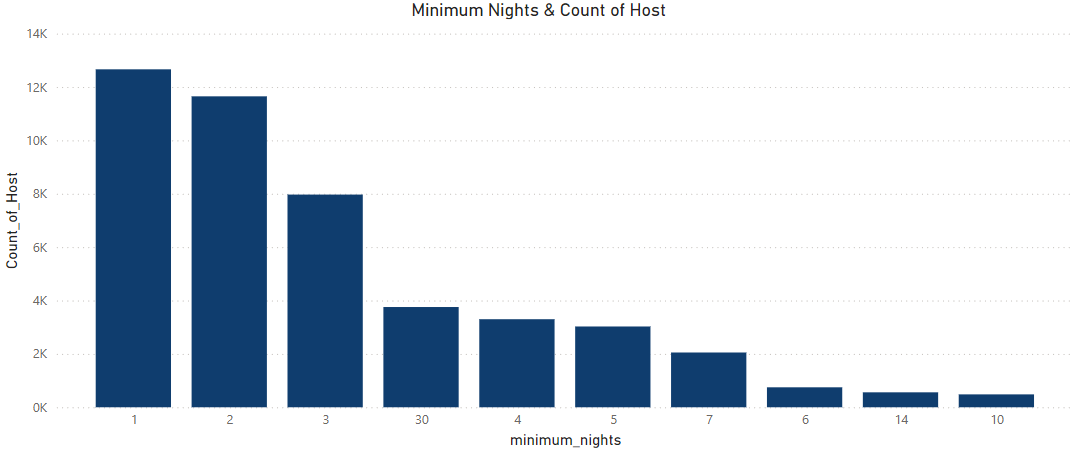 Minimum Nights & Count of Host
14K
12K
10K
8K
6K
4K
2K
0K
Count_of_Host
1 2 3 30 4 5 7 6 14 10
minimum_nights